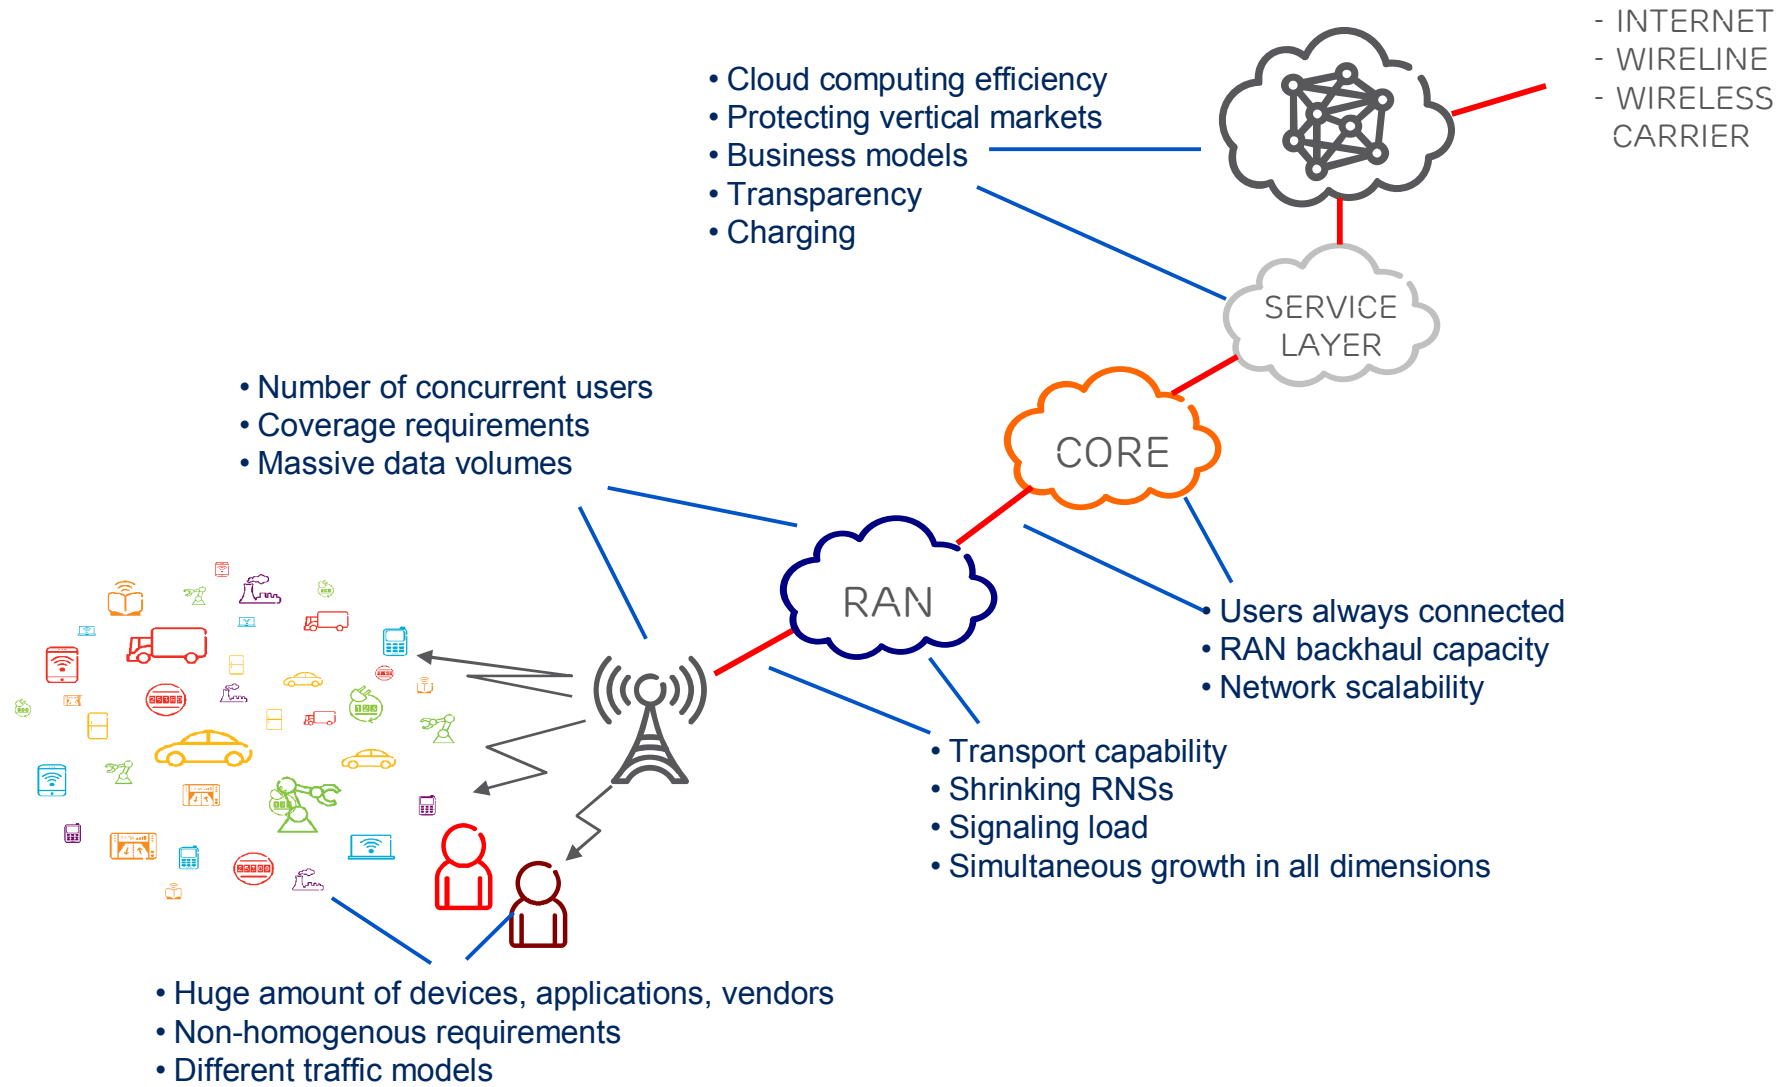 - INTERNET
- WIRELINE
- WIRELESS
CARRIER
• Cloud computing efficiency
• Protecting vertical markets
• Business models
• Transparency
• Charging
SERVICE
LAYER
• Number of concurrent users
• Coverage requirements
• Massive data volumes
CORE
RAN
• Users always connected
• RAN backhaul capacity
• Network scalability
• Transport capability
• Shrinking RNSs
• Signaling load
• Simultaneous growth in all dimensions
• Huge amount of devices, applications, vendors
• Non-homogenous requirements
• Different traffic models